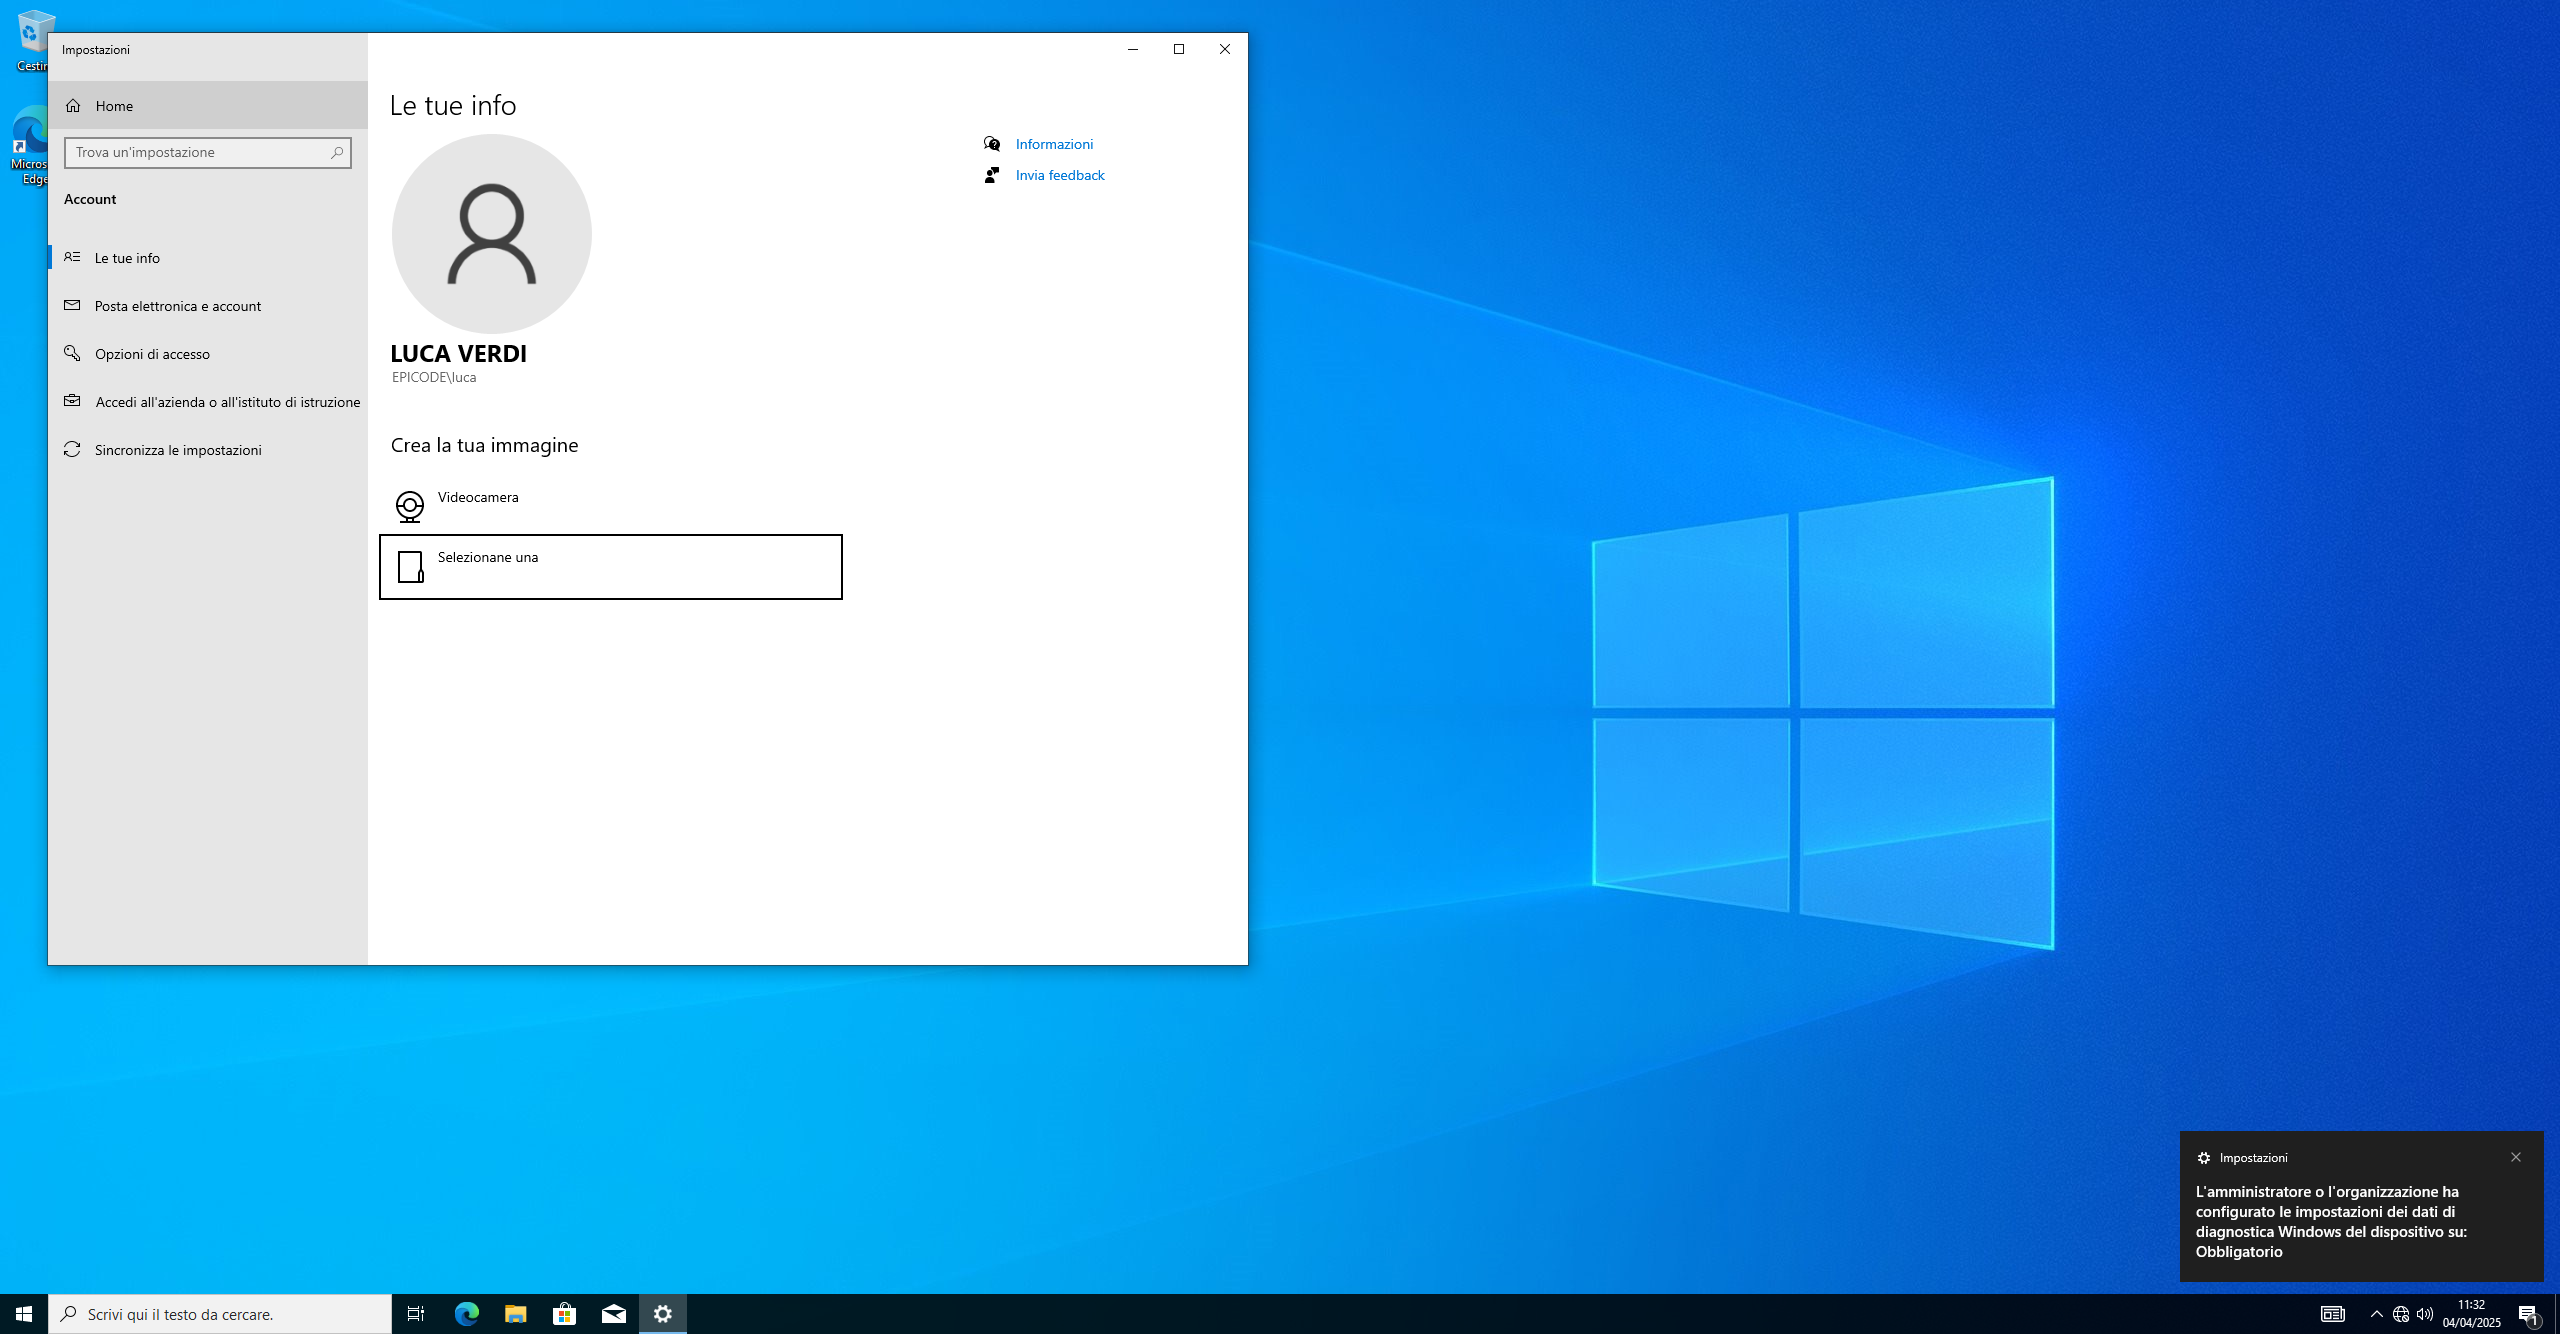 Cestin
Micros
Edge
Impostazioni
Home
Trova un'impostazione
Account
Le tue info
Posta elettronica e account
Opzioni di accesso
Accedi all'azienda o all'istituto di istruzione
Sincronizza le impostazioni
Le tue info
LUCA VERDI
EPICODE\luca
Crea la tua immagine
Videocamera
Selezionane una
Informazioni
Invia feedback
Impostazioni
L'amministratore o l'organizzazione ha
configurato le impostazioni dei dati di
diagnostica Windows del dispositivo su:
Obbligatorio
Scrivi qui il testo da cercare.
11:32
04/04/2025
1